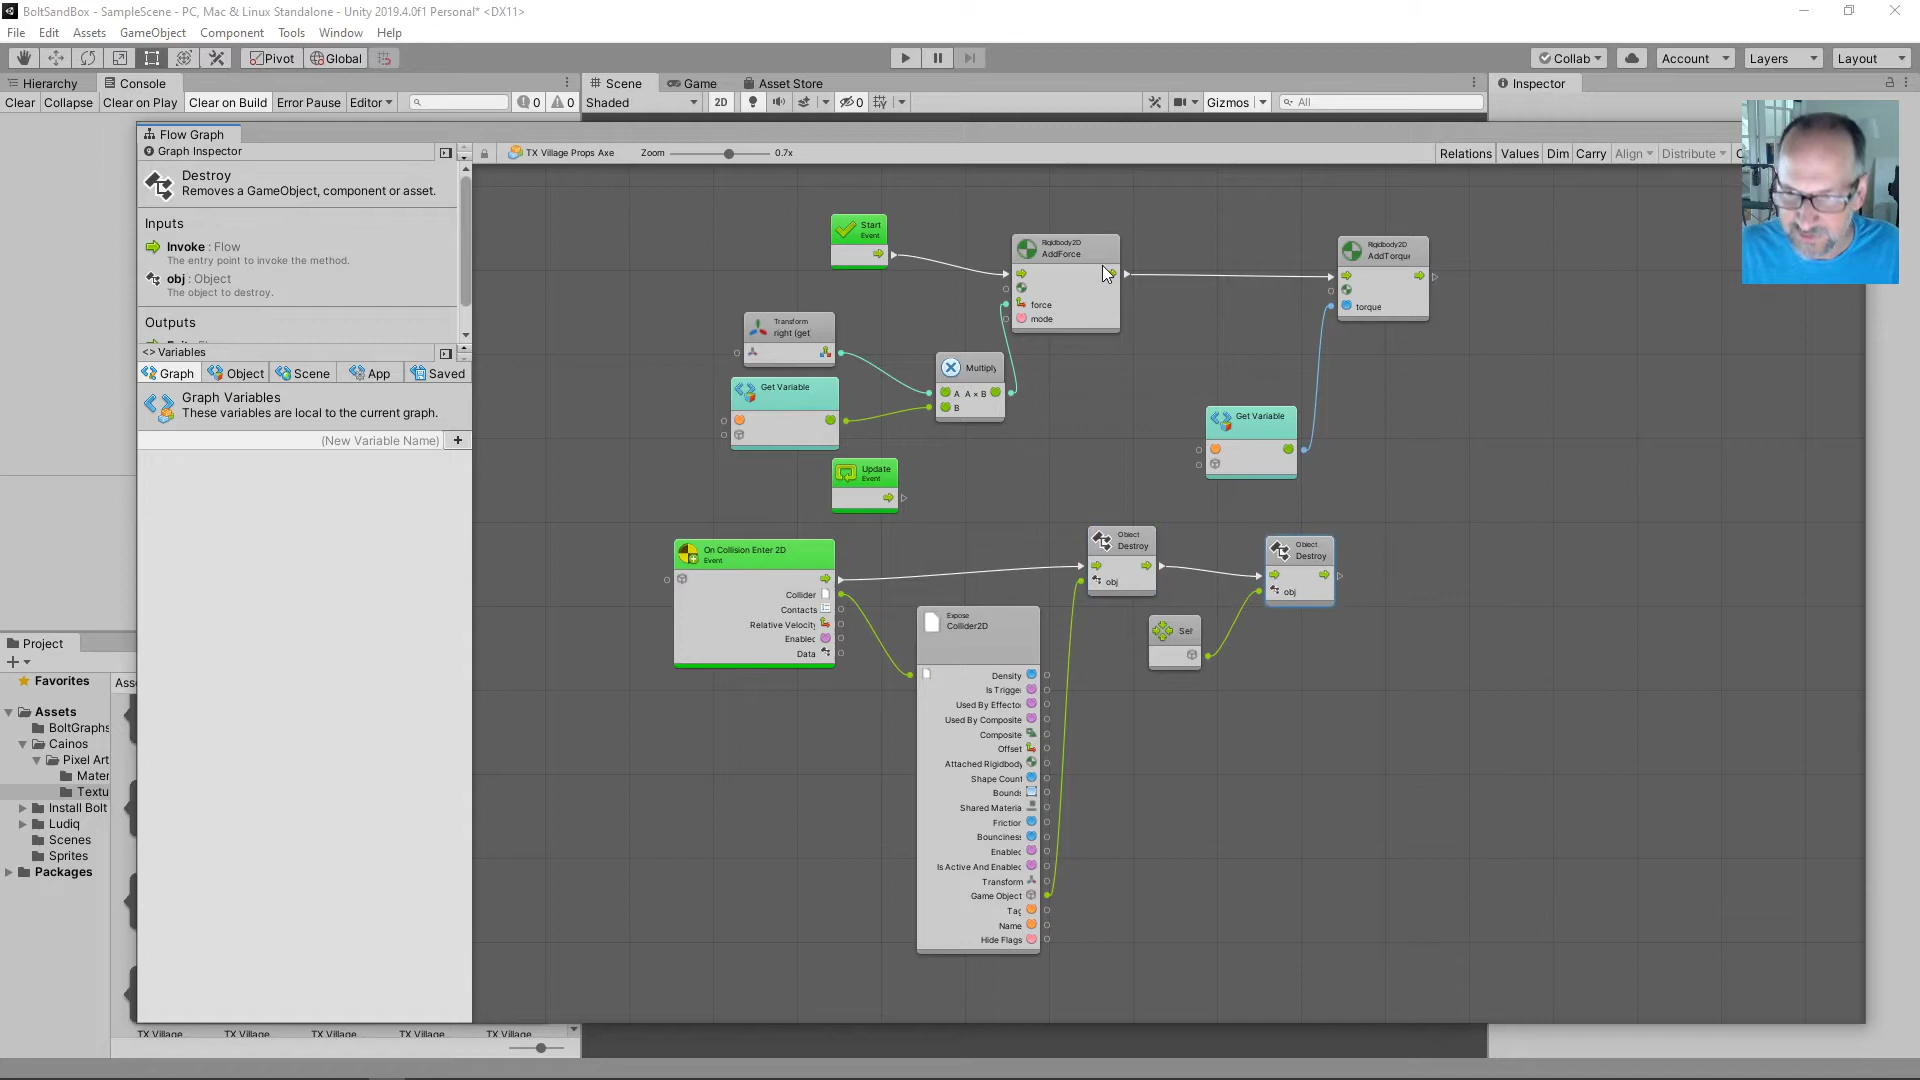 BoltSandBox - SampleScene - PC, Mac & Linux Standalone - Unity 2019.4.0f1 Personal* <DX11>
File Edit Assets GameObject Component Tools Window Help
Pivot Global Collab Account Layers Layout
Hierarchy Console Scene Game Asset Store Inspector
Clear Collapse Clear on Play Clear on Build Error Pause Editor 0 0 Shaded 2D 0 Gizmos All
Flow Graph
Graph Inspector
TX Village Props Axe Zoom 0.7x Relations Values Dim Carry Align Distribute
Destroy
Removes a GameObject, component or asset.
Inputs
Invoke : Flow
The entry point to invoke the method.
obj : Object
The object to destroy.
Outputs
<> Variables
Graph Object Scene App Saved
Graph Variables
These variables are local to the current graph.
(New Variable Name) +
Start
Event
Rigidbody2D
AddForce
force
mode
Rigidbody2D
AddTorqu
torque
Transform
right (get
Get Variable
Multiply
A A × B
B
Get Variable
Update
Event
On Collision Enter 2D
Event
Collider
Contacts
Relative Velocity
Enabled
Data
Object
Destroy
obj
Object
Destroy
obj
Sel
Expose
Collider2D
Density
Is Trigger
Used By Effector
Used By Composite
Composite
Offset
Attached Rigidbody
Shape Count
Bounds
Shared Materia
Friction
Bounciness
Enabled
Is Active And Enabled
Transform
Game Object
Tag
Name
Hide Flags
Project
Favorites
Ass
Assets
BoltGraphs
Cainos
Pixel Art
Mater
Textu
Install Bolt
Ludiq
Scenes
Sprites
Packages
TX Village TX Village TX Village TX Village TX Village